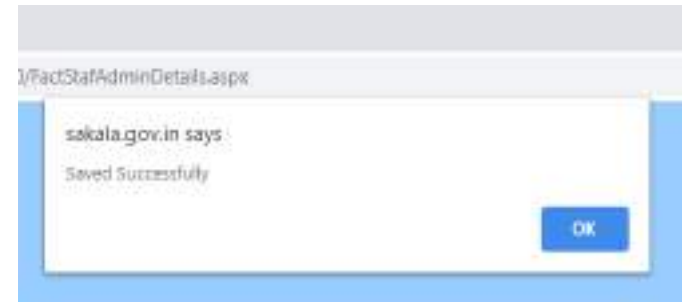 /FactStafAdminDetails.aspx
sakala.gov.in says
Saved Successfully
OK